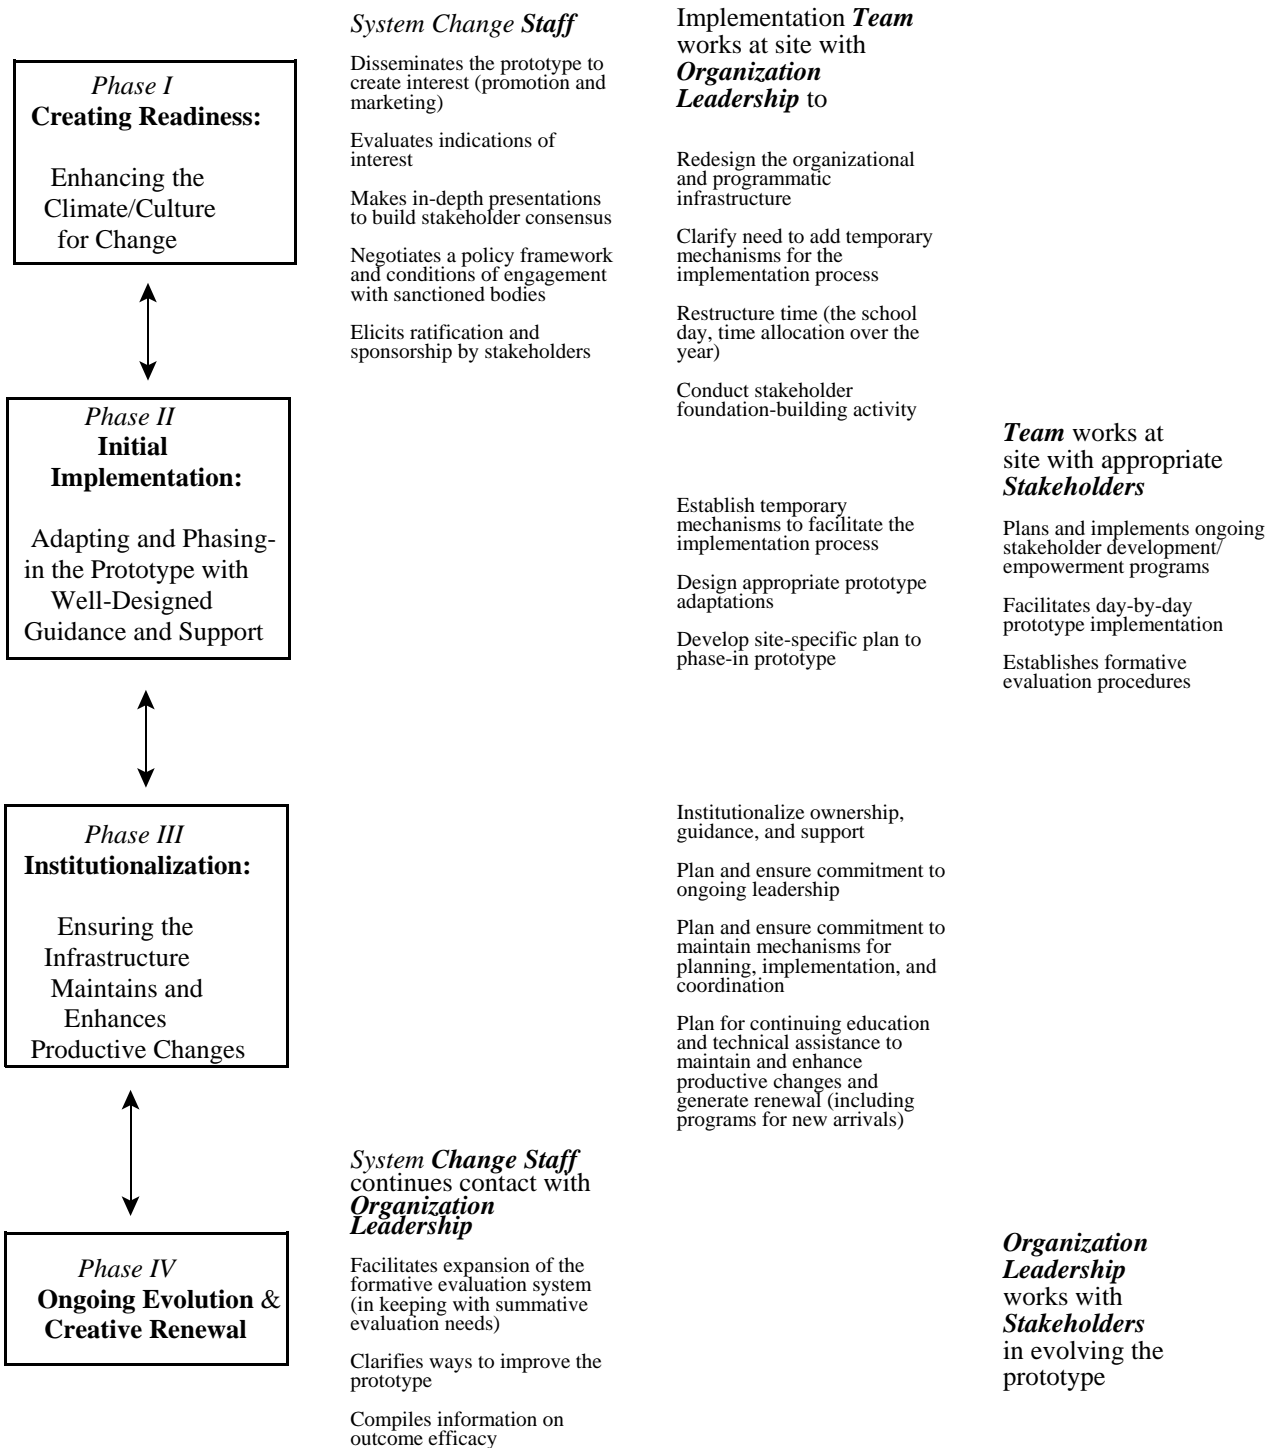 Phase I
Creating Readiness:
Enhancing the
Climate/Culture
for Change
System Change Staff
Disseminates the prototype to
create interest (promotion and
marketing)
Evaluates indications of
interest
Makes in-depth presentations
to build stakeholder consensus
Negotiates a policy framework
and conditions of engagement
with sanctioned bodies
Elicits ratification and
sponsorship by stakeholders
Implementation Team
works at site with
Organization
Leadership to
Redesign the organizational
and programmatic
infrastructure
Clarify need to add temporary
mechanisms for the
implementation process
Restructure time (the school
day, time allocation over the
year)
Conduct stakeholder
foundation-building activity
Phase II
Initial
Implementation:
Adapting and Phasing-
in the Prototype with
Well-Designed
Guidance and Support
Establish temporary
mechanisms to facilitate the
implementation process
Design appropriate prototype
adaptations
Develop site-specific plan to
phase-in prototype
Team works at
site with appropriate
Stakeholders
Plans and implements ongoing
stakeholder development/
empowerment programs
Facilitates day-by-day
prototype implementation
Establishes formative
evaluation procedures
Phase III
Institutionalization:
Ensuring the
Infrastructure
Maintains and
Enhances
Productive Changes
Institutionalize ownership,
guidance, and support
Plan and ensure commitment to
ongoing leadership
Plan and ensure commitment to
maintain mechanisms for
planning, implementation, and
coordination
Plan for continuing education
and technical assistance to
maintain and enhance
productive changes and
generate renewal (including
programs for new arrivals)
Phase IV
Ongoing Evolution &
Creative Renewal
System Change Staff
continues contact with
Organization
Leadership
Facilitates expansion of the
formative evaluation system
(in keeping with summative
evaluation needs)
Clarifies ways to improve the
prototype
Compiles information on
outcome efficacy
Organization
Leadership
works with
Stakeholders
in evolving the
prototype